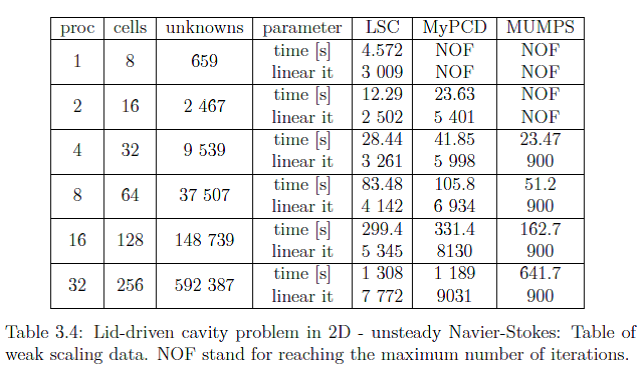 proc cells unknowns parameter LSC MyPCD MUMPS
1 8 659 time [s] 4.572 NOF NOF
linear it 3 009 NOF NOF
2 16 2 467 time [s] 12.29 23.63 NOF
linear it 2 502 5 401 NOF
4 32 9 539 time [s] 28.44 41.85 23.47
linear it 3 261 5 998 900
8 64 37 507 time [s] 83.48 105.8 51.2
linear it 4 142 6 934 900
16 128 148 739 time [s] 299.4 331.4 162.7
linear it 5 345 8130 900
32 256 592 387 time [s] 1 308 1 189 641.7
linear it 7 772 9031 900
Table 3.4: Lid-driven cavity problem in 2D - unsteady Navier-Stokes: Table of
weak scaling data. NOF stand for reaching the maximum number of iterations.